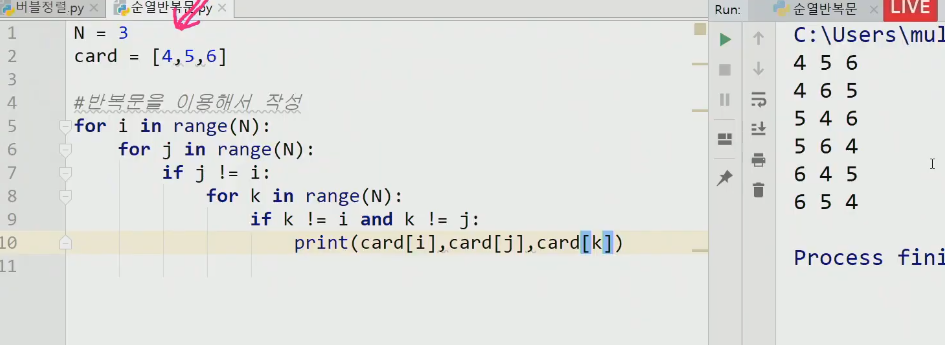 버블정렬.py
순열반복문.py
Run:
순열반복문
LIVE
1 N = 3
2 card = [4,5,6]
3
4 #반복문을 이용해서 작성
5 for i in range(N):
6 for j in range(N):
7 if j != i:
8 for k in range(N):
9 if k != i and k != j:
10 print(card[i],card[j],card[k])
11
C:\Users\mul
4 5 6
4 6 5
5 4 6
5 6 4
6 4 5
6 5 4
Process fini